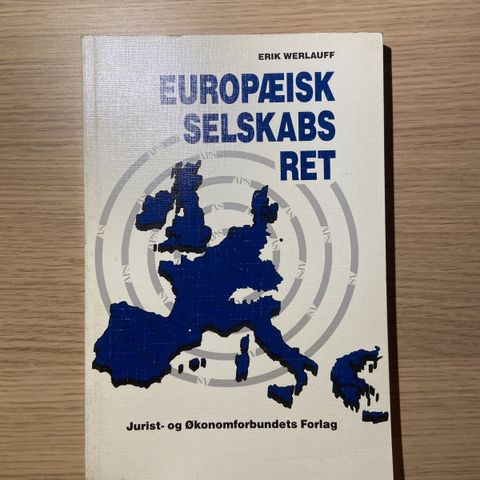 ERIK WERLAUFF
EUROPÆISK
SELSKABS
RET
Jurist- og Økonomforbundets Forlag